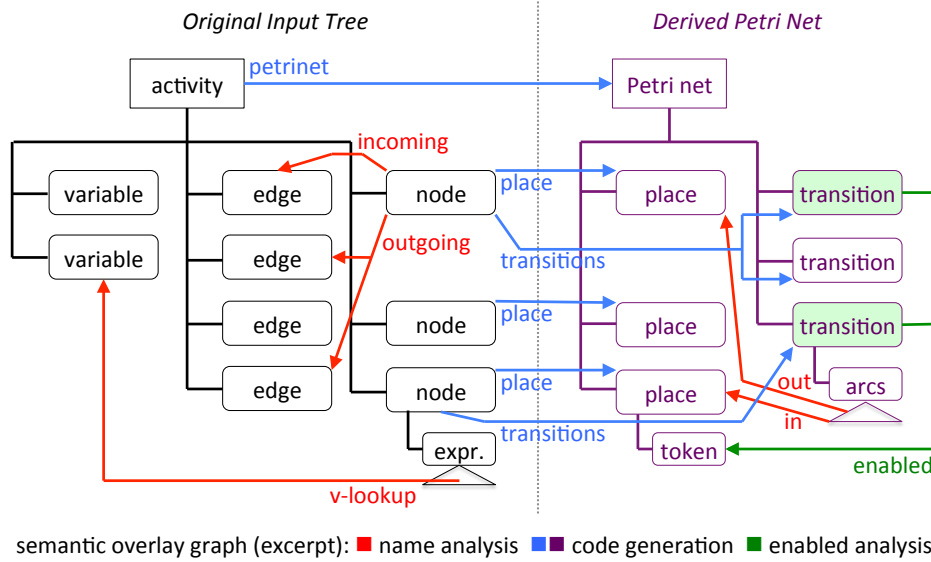 Original Input Tree
Derived Petri Net
petrinet
activity
Petri net
incoming
variable
edge
node
place
place
transition
outgoing
variable
edge
transitions
transition
edge
node
place
place
transition
edge
node
place
place
out
arcs
in
transitions
expr.
token
enabled
v-lookup
semantic overlay graph (excerpt): name analysis code generation enabled analysis